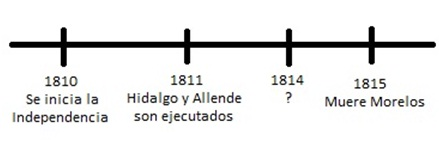 1810
Se inicia la
Independencia
1811
Hidalgo y Allende
son ejecutados
1814
?
1815
Muere Morelos